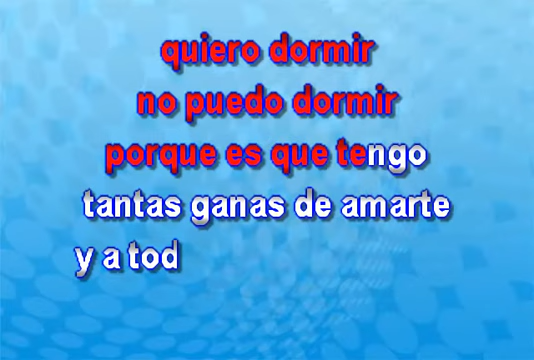 quiero dormir
no puedo dormir
porque es que tengo
tantas ganas de amarte
y a tod